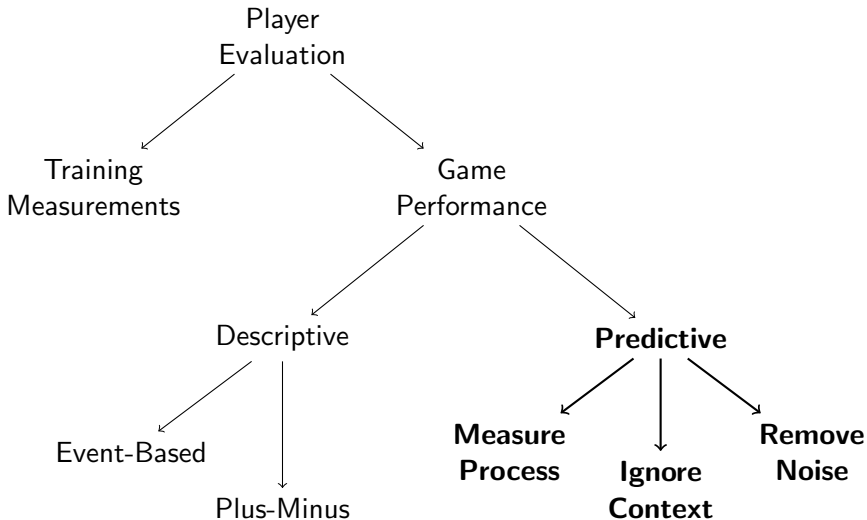 Player
Evaluation
Training
Measurements
Game
Performance
Descriptive
Predictive
Event-Based
Plus-Minus
Measure
Process
Ignore
Context
Remove
Noise